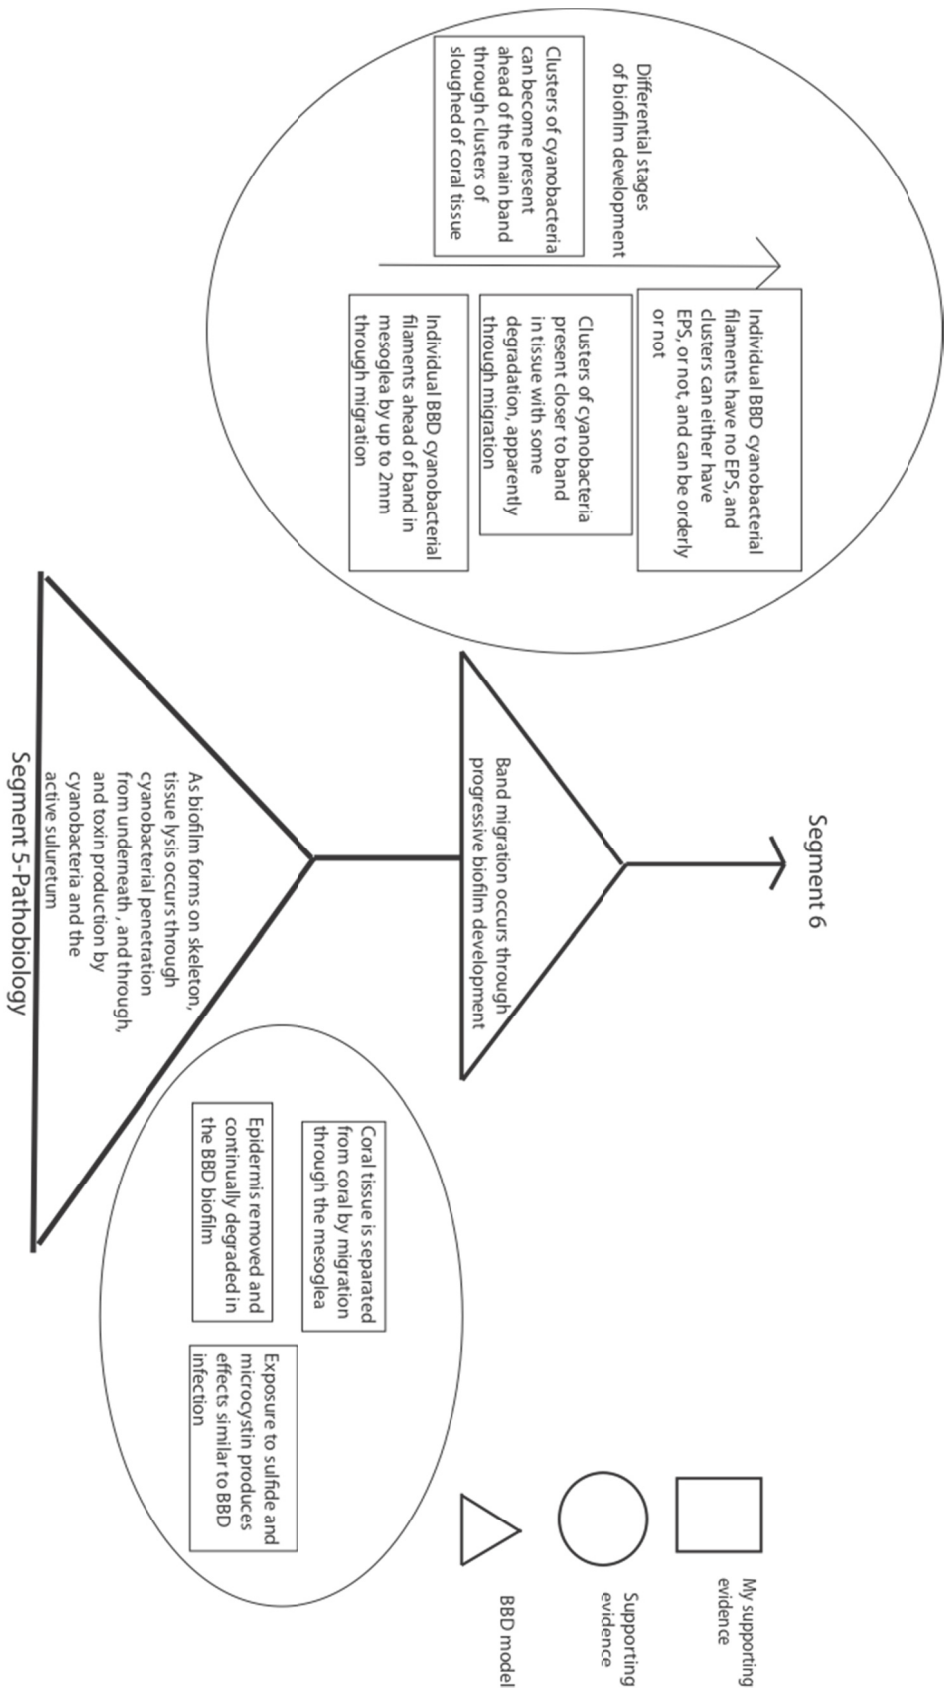 Segment 6
Differential stages
of biofilm development
Clusters of cyanobacteria
can become present
ahead of the main band
through clusters of
sloughed of coral tissue
Individual BBD cyanobacterial
filaments have no EPS, and
clusters can either have
EPS, or not, and can be orderly
or not
Clusters of cyanobacteria
present closer to band
in tissue with some
degradation, apparently
through migration
Individual BBD cyanobacterial
filaments ahead of band in
mesoglea by up to 2mm
through migration
Band migration occurs through
progressive biofilm development
As biofilm forms on skeleton,
tissue lysis occurs through
cyanobacterial penetration
from underneath , and through,
and toxin production by
cyanobacteria and the
active suluretum
Segment 5-Pathobiology
Coral tissue is separated
from coral by migration
through the mesoglea
Epidermis removed and
continually degraded in
the BBD biofilm
Exposure to sulfide and
microcystin produces
effects similar to BBD
infection
My supporting
evidence
Supporting
evidence
BBD model